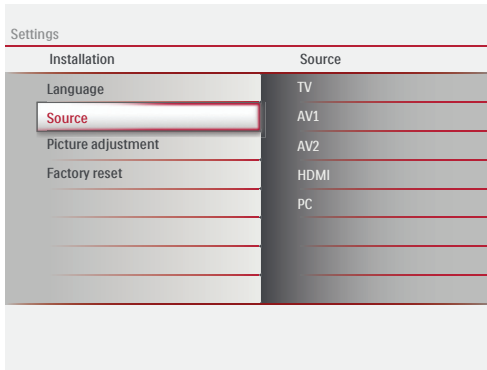 Settings
Installation
Source
Language
TV
Source
AV1
Picture adjustment
AV2
Factory reset
HDMI
PC